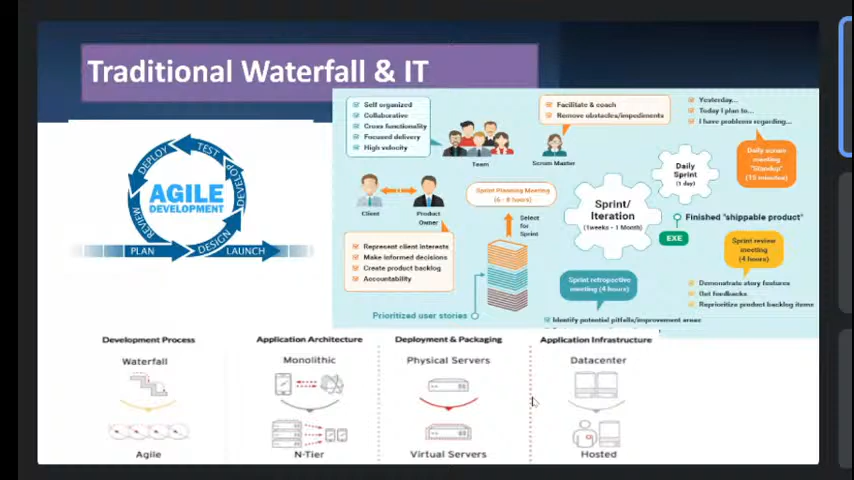 Traditional Waterfall & IT
Self organized
Collaborative
Cross functionality
Focused delivery
High velocity
Team
Facilitate & coach
Remove obstacles/impediments
Scrum Master
Yesterday...
Today I plan to...
I have problems regarding...
Daily scrum
meeting
"Standup"
(15 minutes)
Daily
Sprint
(1 day)
DEPLOY
TEST
DEVELOP
REVIEW
DESIGN
AGILE
DEVELOPMENT
PLAN
LAUNCH
Client
Product
Owner
Sprint Planning Meeting
(6 - 8 hours)
Select
for
Sprint
Sprint/
Iteration
(1weeks - 1 Month)
Finished "shippable product"
EXE
Represent client interests
Make informed decisions
Create product backlog
Accountability
Sprint review
meeting
(4 hours)
Sprint retrospective
meeting (4 hours)
Demonstrate story features
Get feedbacks
Reprioritize product backlog items
Prioritized user stories
Identify potential pitfalls/improvement areas
Development Process
Application Architecture
Deployment & Packaging
Application Infrastructure
Waterfall
Monolithic
Physical Servers
Datacenter
Agile
N-Tier
Virtual Servers
Hosted